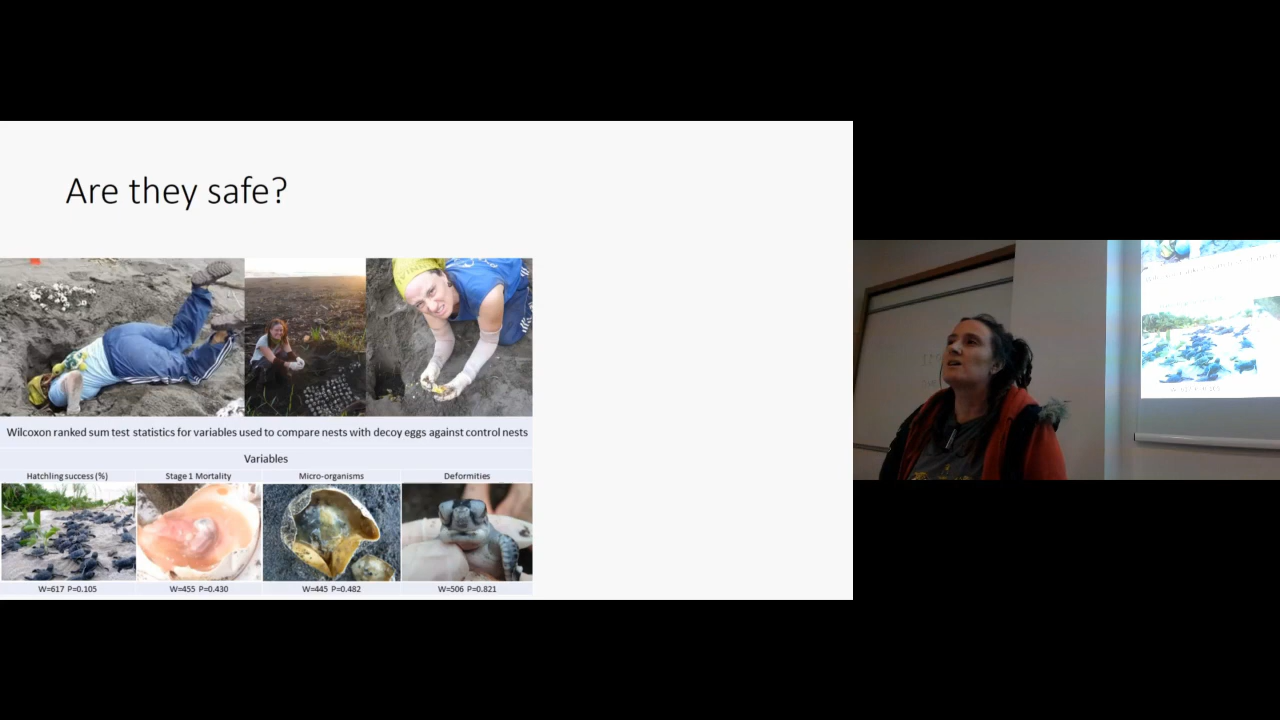 Are they safe?
Wilcoxon ranked sum test statistics for variables used to compare nests with decoy eggs against control nests
Variables
Hatchling success (%) Stage 1 Mortality Micro-organisms Deformities
W=617 P=0.105 W=455 P=0.430 W=445 P=0.482 W=506 P=0.821